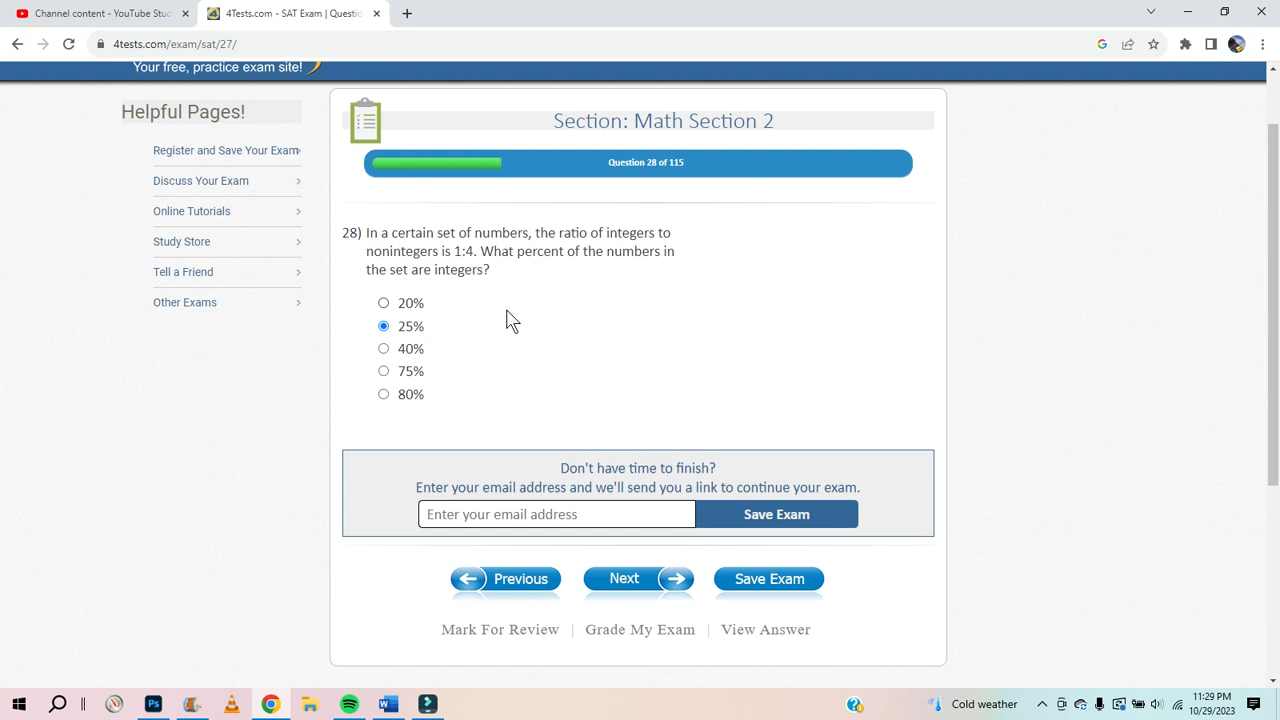 Channel content - YouTube Stud
4Tests.com - SAT Exam | Questio
4tests.com/exam/sat/27/
Your free, practice exam site!
Helpful Pages!
Register and Save Your Exam
Discuss Your Exam
Online Tutorials
Study Store
Tell a Friend
Other Exams
Section: Math Section 2
Question 28 of 115
28) In a certain set of numbers, the ratio of integers to
nonintegers is 1:4. What percent of the numbers in
the set are integers?
20%
25%
40%
75%
80%
Don't have time to finish?
Enter your email address and we'll send you a link to continue your exam.
Enter your email address
Save Exam
Previous
Next
Save Exam
Mark For Review
Grade My Exam
View Answer
Ps
W
Cold weather
11:29 PM
10/29/2023